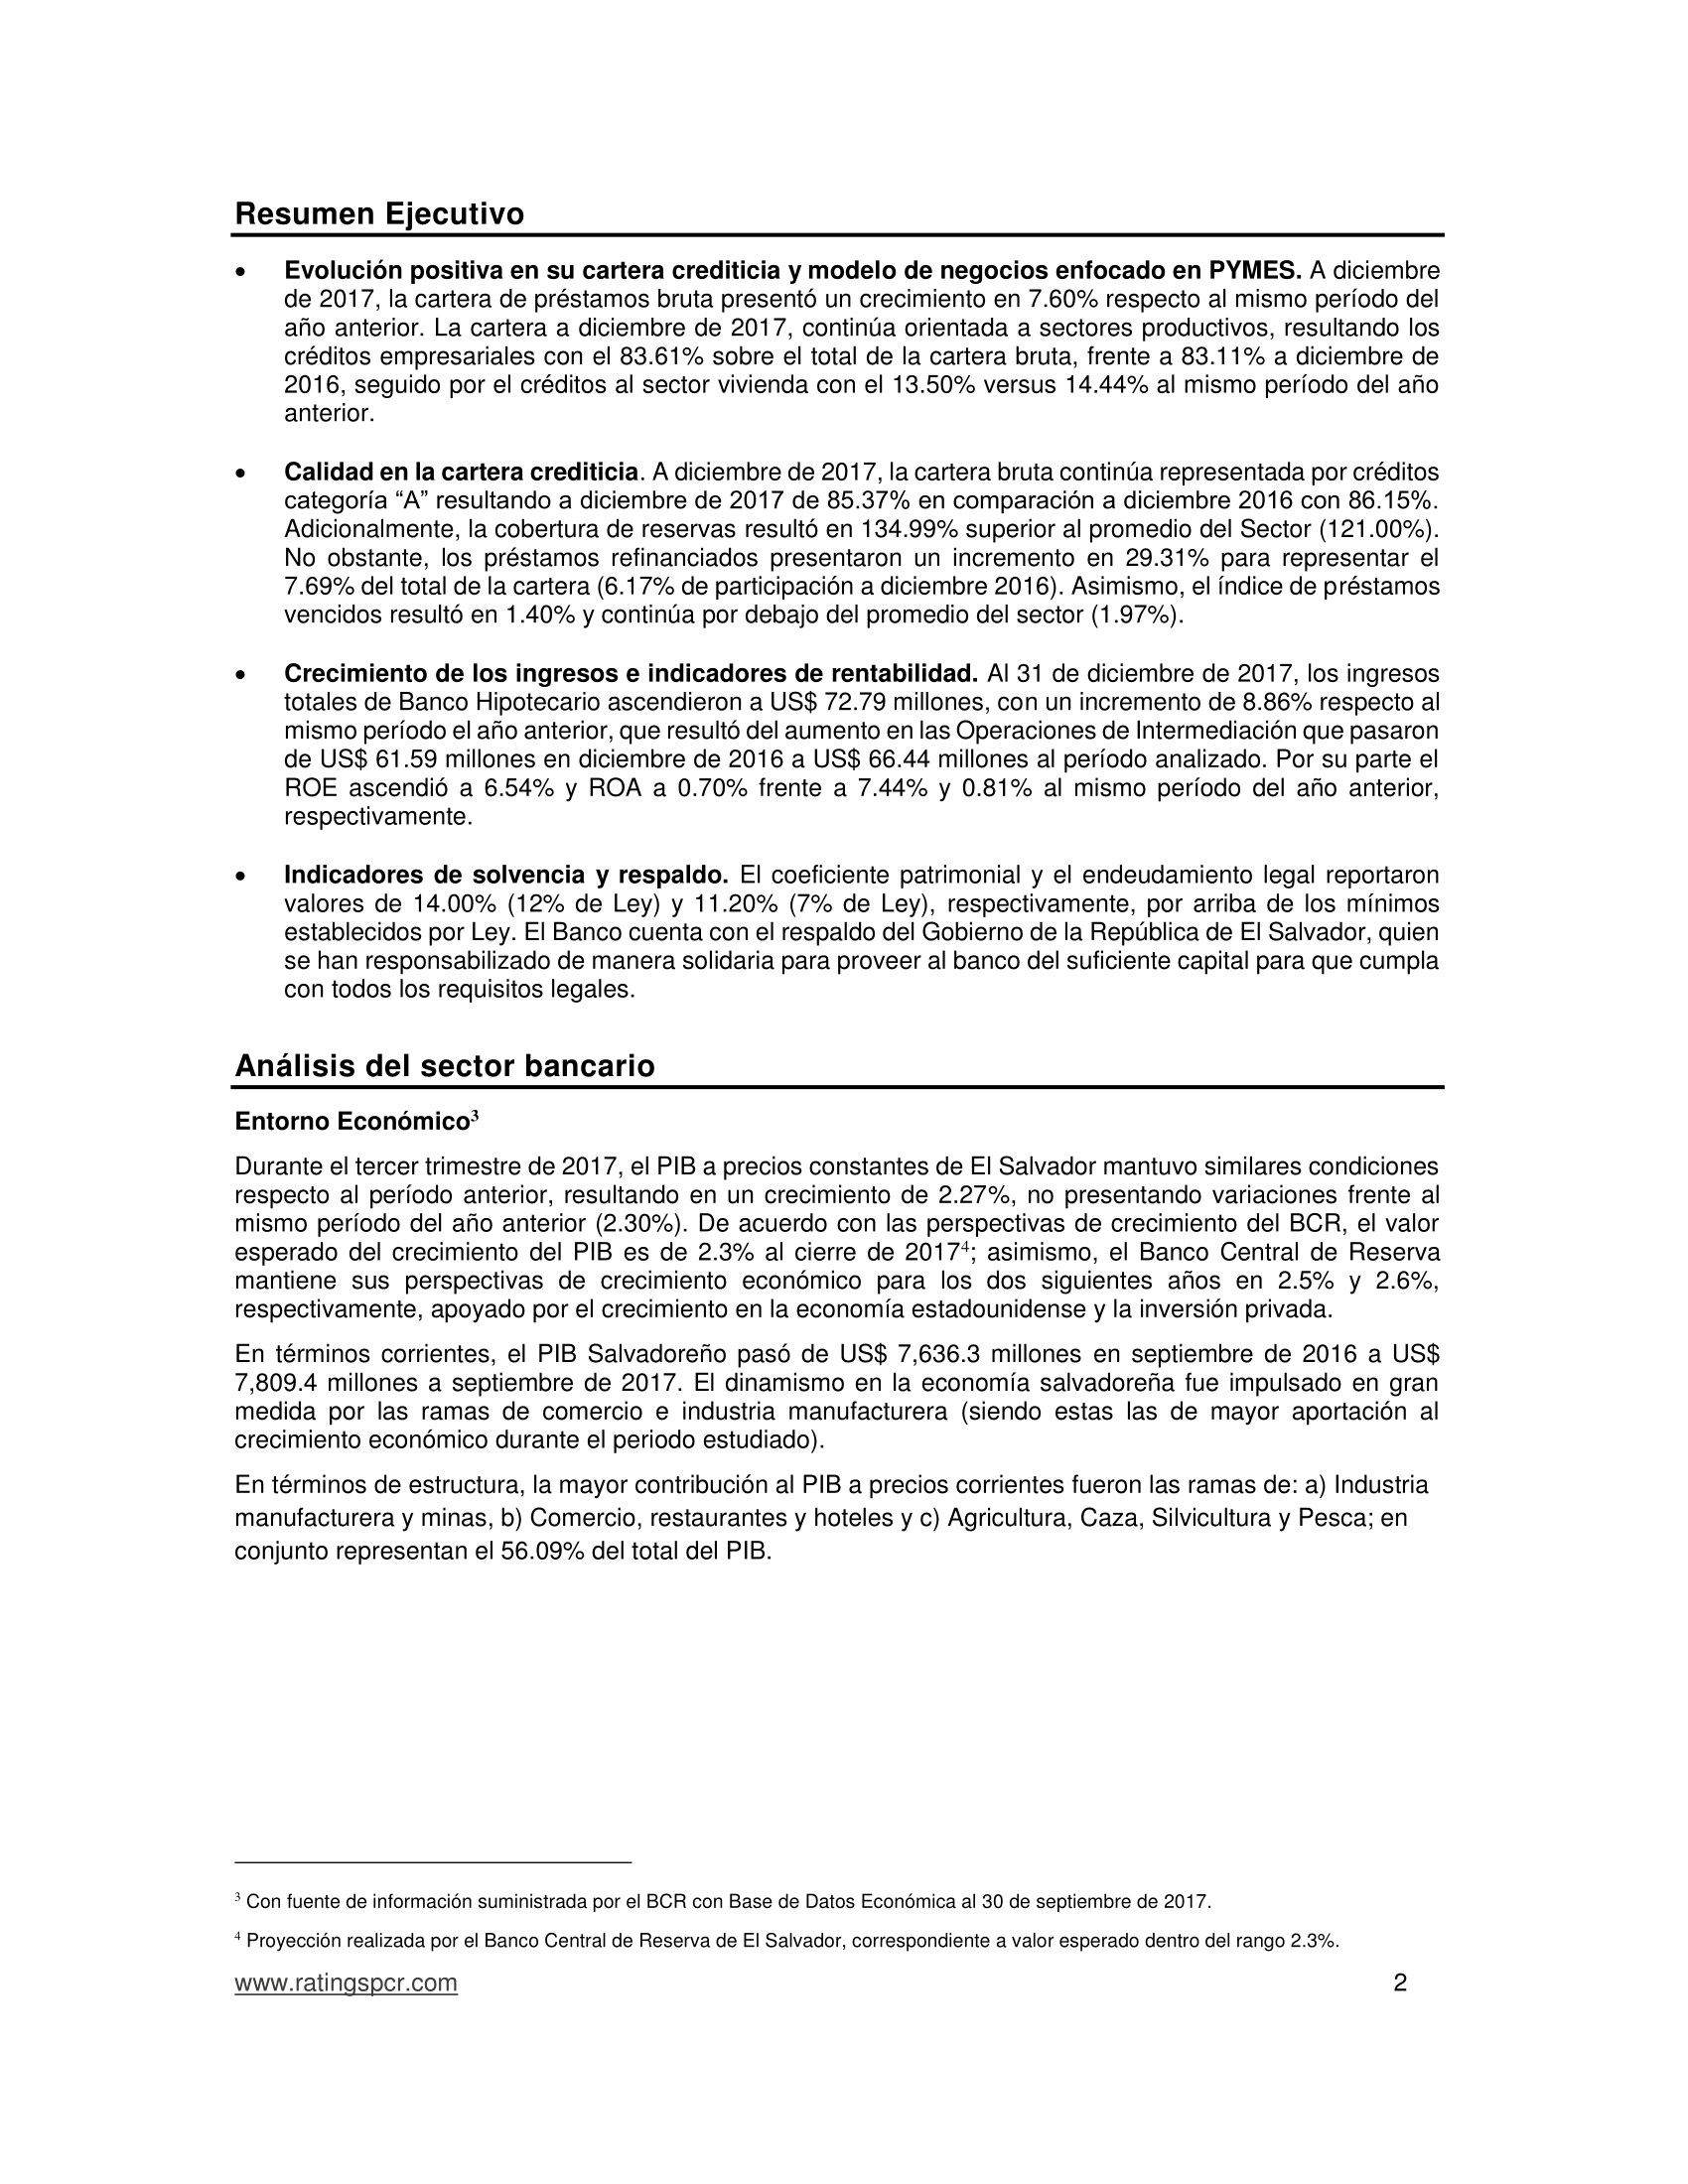 Resumen Ejecutivo
• Evolución positiva en su cartera crediticia y modelo de negocios enfocado en PYMES. A diciembre
de 2017, la cartera de préstamos bruta presentó un crecimiento en 7.60% respecto al mismo período del
año anterior. La cartera a diciembre de 2017, continúa orientada a sectores productivos, resultando los
créditos empresariales con el 83.61% sobre el total de la cartera bruta, frente a 83.11% a diciembre de
2016, seguido por el créditos al sector vivienda con el 13.50% versus 14.44% al mismo período del año
anterior.
• Calidad en la cartera crediticia. A diciembre de 2017, la cartera bruta continúa representada por créditos
categoría “A” resultando a diciembre de 2017 de 85.37% en comparación a diciembre 2016 con 86.15%.
Adicionalmente, la cobertura de reservas resultó en 134.99% superior al promedio del Sector (121.00%).
No obstante, los préstamos refinanciados presentaron un incremento en 29.31% para representar el
7.69% del total de la cartera (6.17% de participación a diciembre 2016). Asimismo, el índice de préstamos
vencidos resultó en 1.40% y continúa por debajo del promedio del sector (1.97%).
• Crecimiento de los ingresos e indicadores de rentabilidad. Al 31 de diciembre de 2017, los ingresos
totales de Banco Hipotecario ascendieron a US$ 72.79 millones, con un incremento de 8.86% respecto al
mismo período el año anterior, que resultó del aumento en las Operaciones de Intermediación que pasaron
de US$ 61.59 millones en diciembre de 2016 a US$ 66.44 millones al período analizado. Por su parte el
ROE ascendió a 6.54% y ROA a 0.70% frente a 7.44% y 0.81% al mismo período del año anterior,
respectivamente.
• Indicadores de solvencia y respaldo. El coeficiente patrimonial y el endeudamiento legal reportaron
valores de 14.00% (12% de Ley) y 11.20% (7% de Ley), respectivamente, por arriba de los mínimos
establecidos por Ley. El Banco cuenta con el respaldo del Gobierno de la República de El Salvador, quien
se han responsabilizado de manera solidaria para proveer al banco del suficiente capital para que cumpla
con todos los requisitos legales.
Análisis del sector bancario
Entorno Económico³
Durante el tercer trimestre de 2017, el PIB a precios constantes de El Salvador mantuvo similares condiciones
respecto al período anterior, resultando en un crecimiento de 2.27%, no presentando variaciones frente al
mismo período del año anterior (2.30%). De acuerdo con las perspectivas de crecimiento del BCR, el valor
esperado del crecimiento del PIB es de 2.3% al cierre de 2017⁴; asimismo, el Banco Central de Reserva
mantiene sus perspectivas de crecimiento económico para los dos siguientes años en 2.5% y 2.6%,
respectivamente, apoyado por el crecimiento en la economía estadounidense y la inversión privada.
En términos corrientes, el PIB Salvadoreño pasó de US$ 7,636.3 millones en septiembre de 2016 a US$
7,809.4 millones a septiembre de 2017. El dinamismo en la economía salvadoreña fue impulsado en gran
medida por las ramas de comercio e industria manufacturera (siendo estas las de mayor aportación al
crecimiento económico durante el periodo estudiado).
En términos de estructura, la mayor contribución al PIB a precios corrientes fueron las ramas de: a) Industria
manufacturera y minas, b) Comercio, restaurantes y hoteles y c) Agricultura, Caza, Silvicultura y Pesca; en
conjunto representan el 56.09% del total del PIB.
³ Con fuente de información suministrada por el BCR con Base de Datos Económica al 30 de septiembre de 2017.
⁴ Proyección realizada por el Banco Central de Reserva de El Salvador, correspondiente a valor esperado dentro del rango 2.3%.
www.ratingspcr.com 2